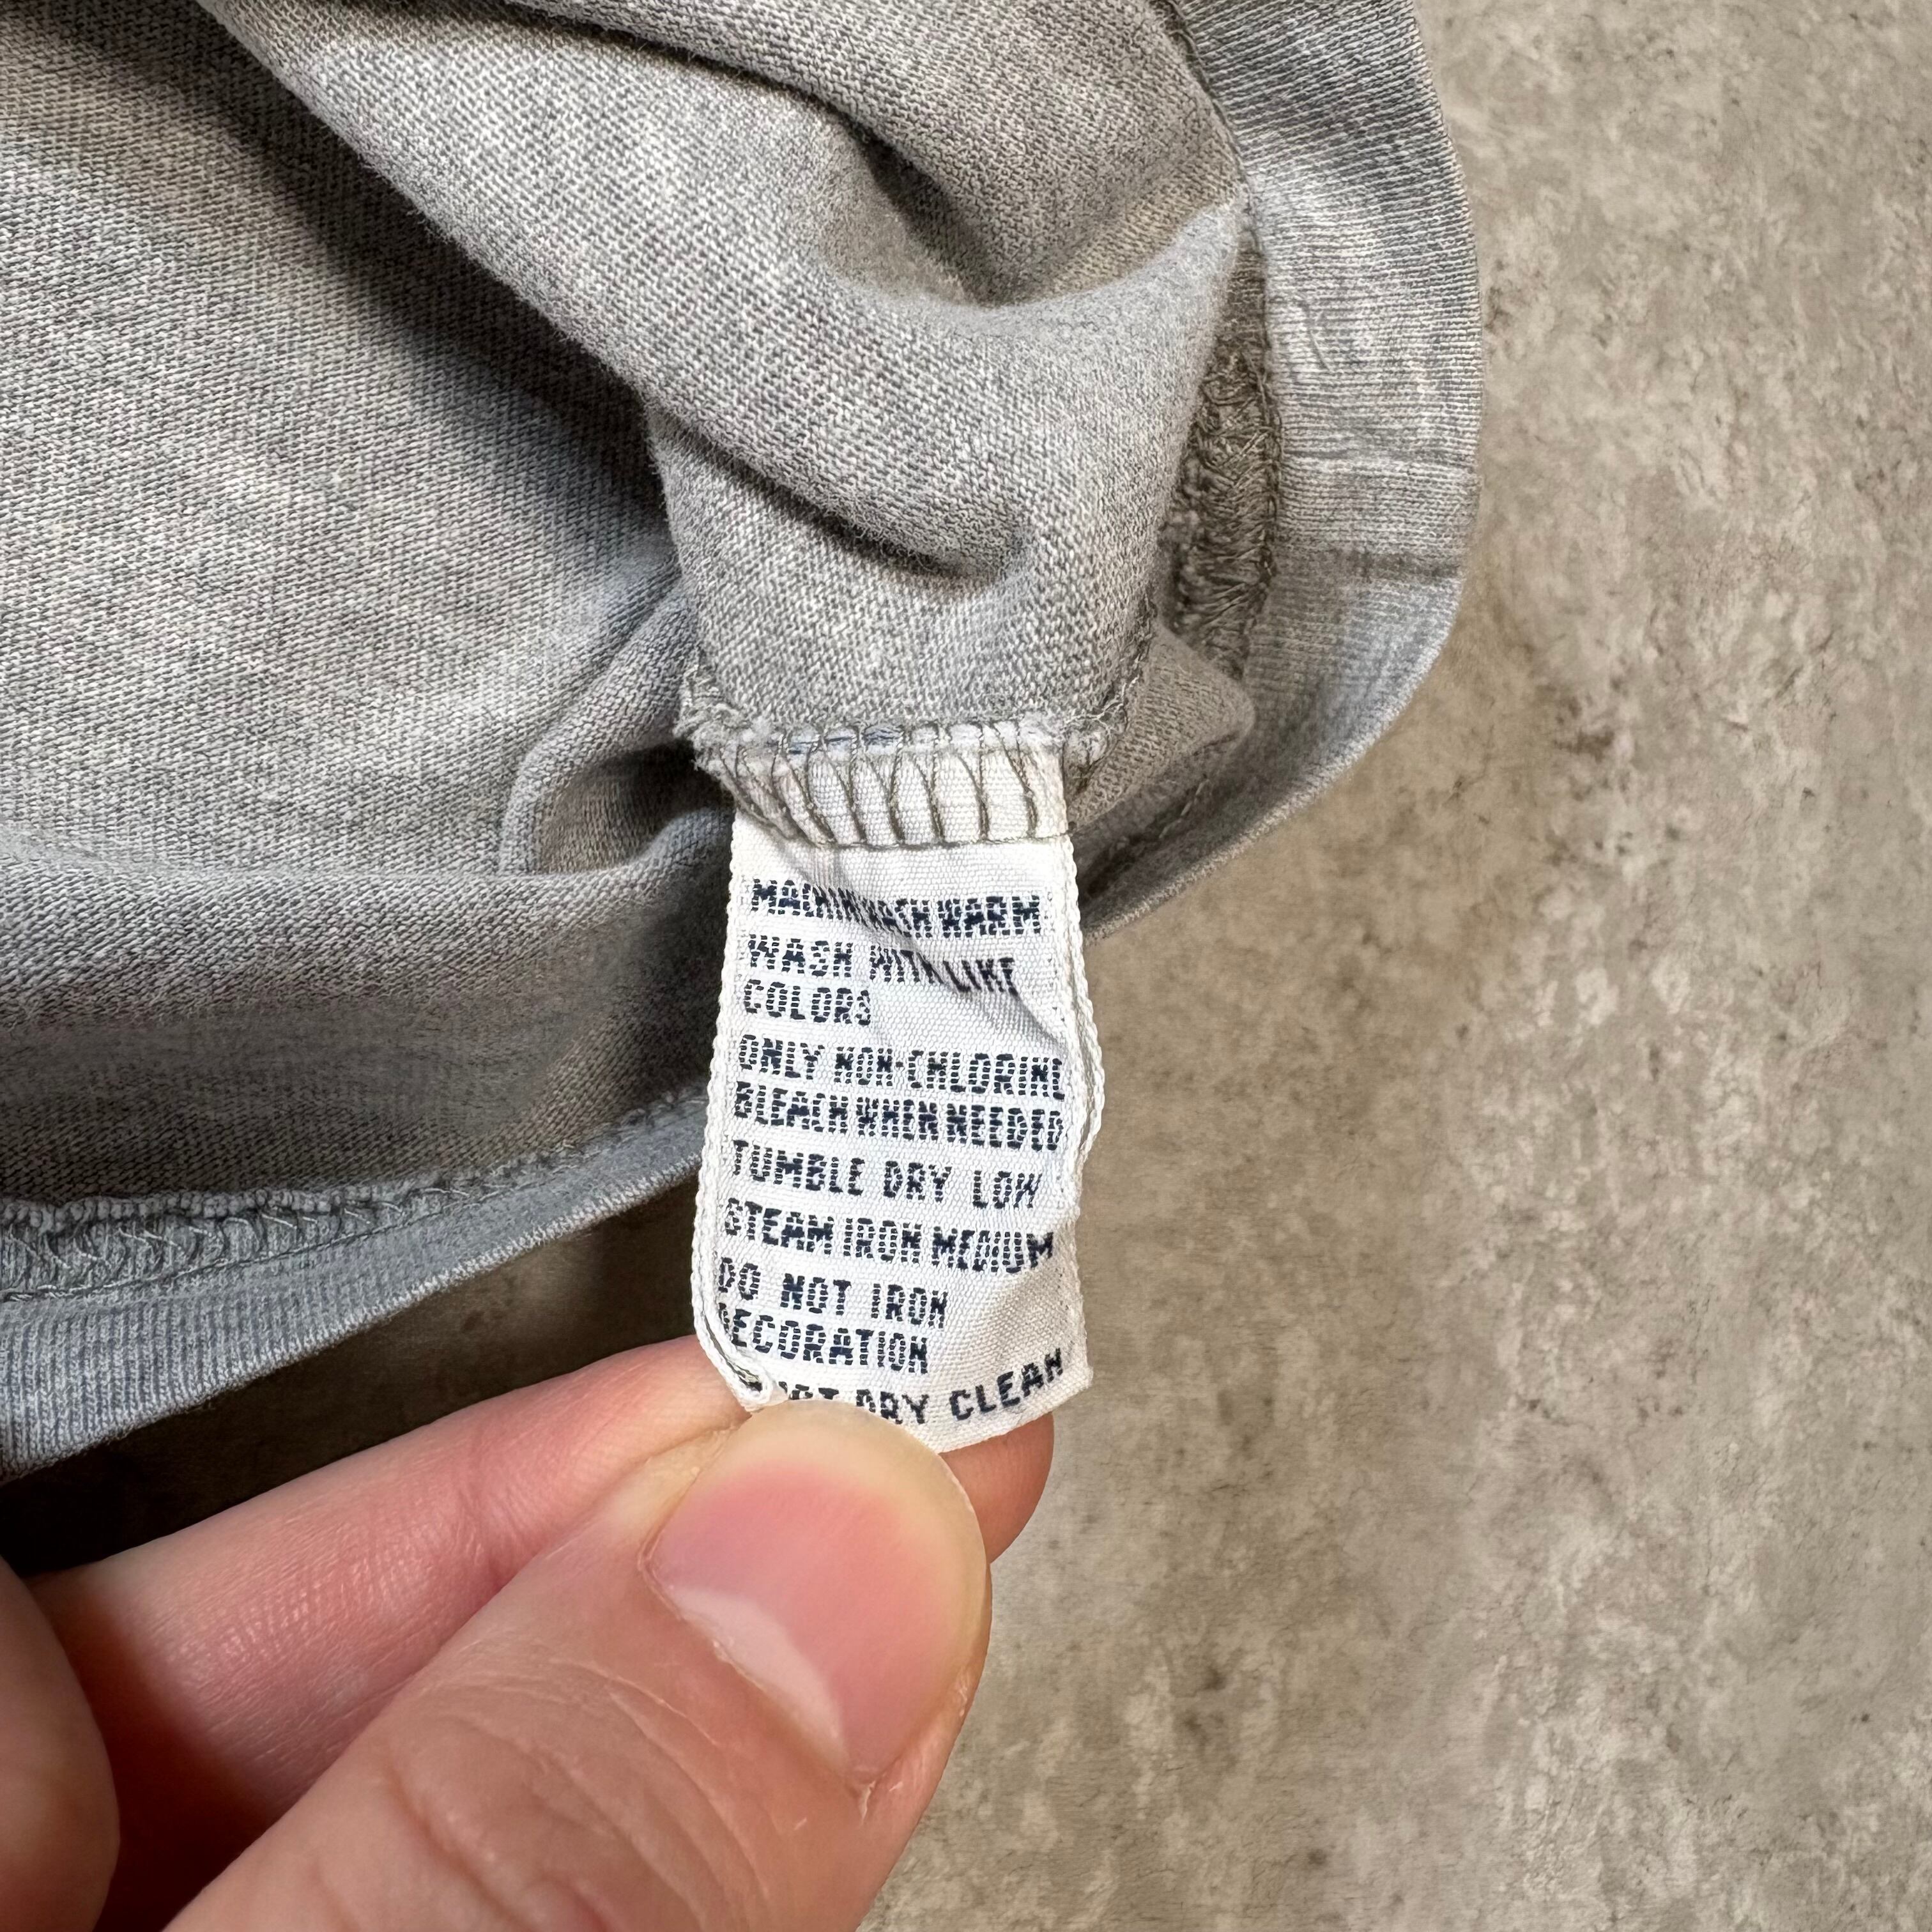 MACHINE WASH WARM
WASH WITH LIKE
COLORS
ONLY NON-CHLORINE
BLEACH WHEN NEEDED
TUMBLE DRY LOW
STEAM IRON MEDIUM
DO NOT IRON
DECORATION
NOT DRY CLEAN